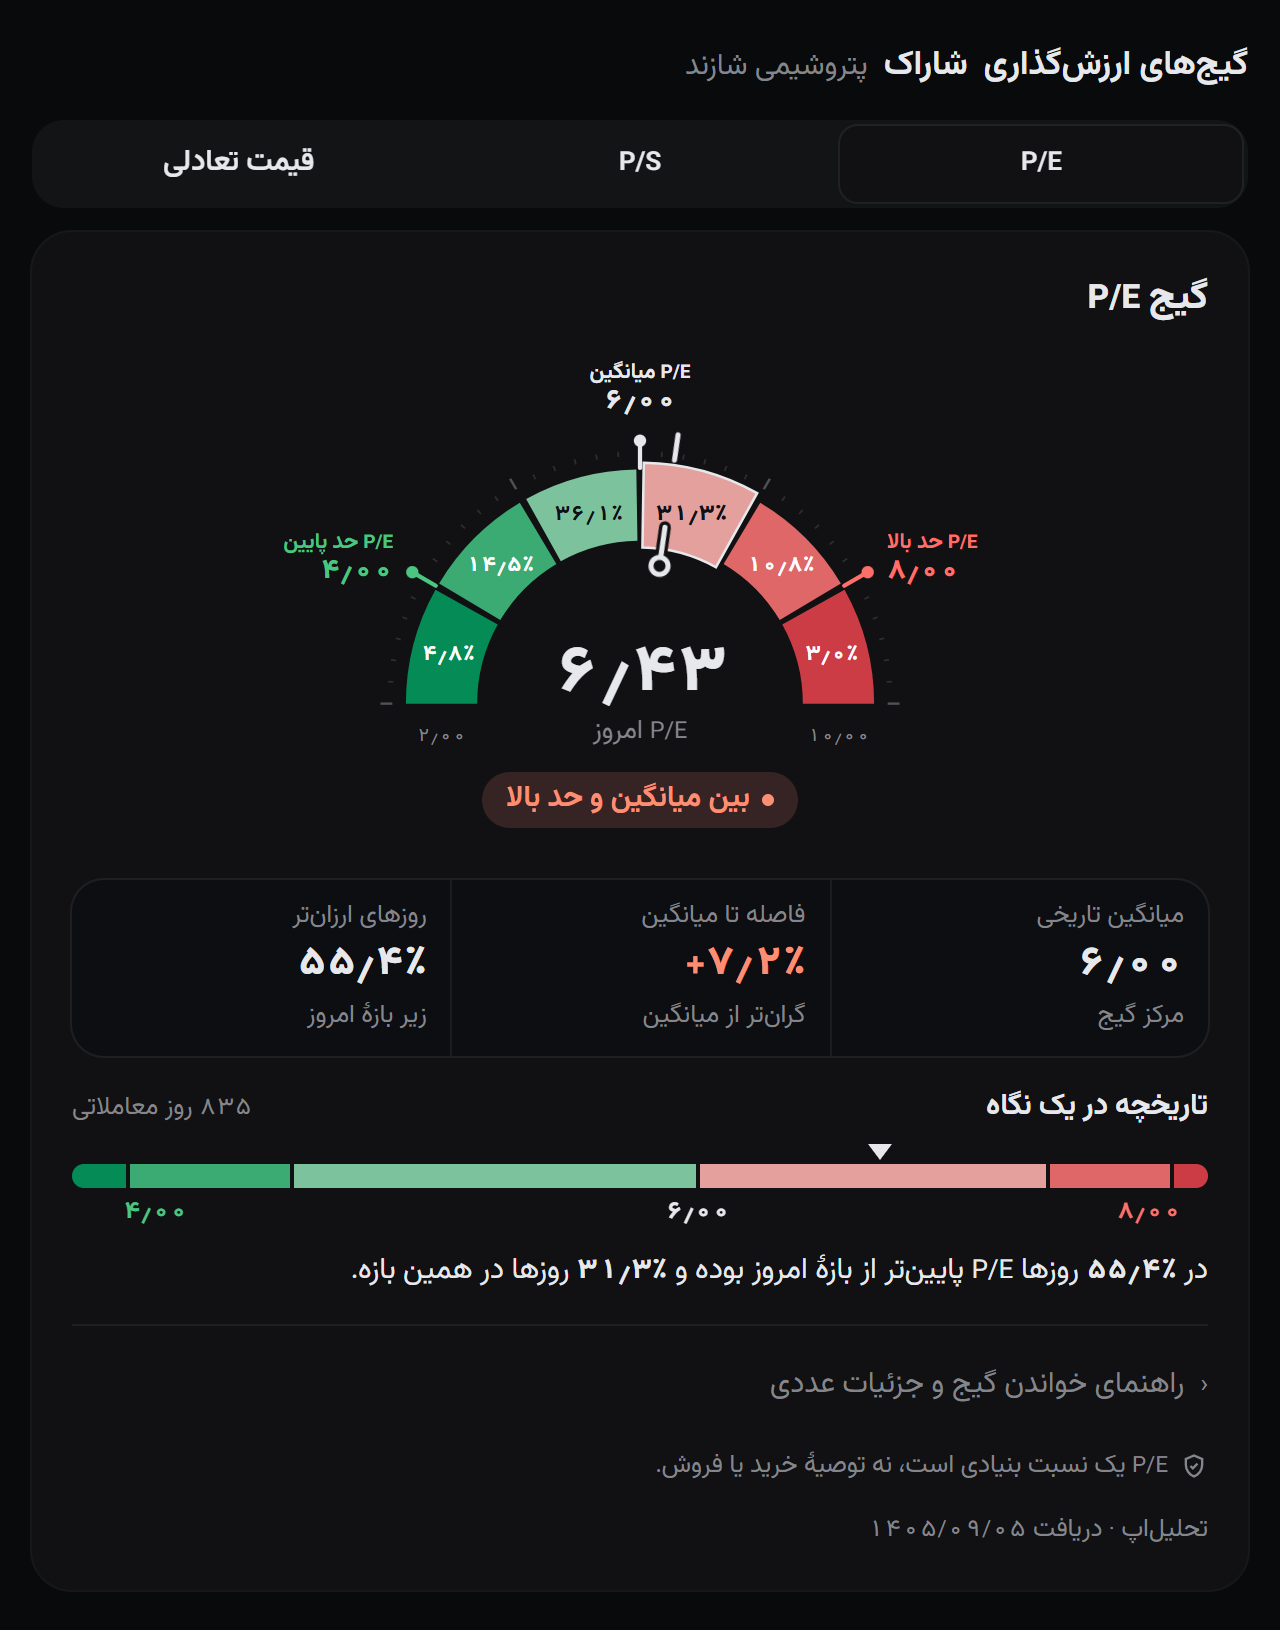 گیج‌های ارزش‌گذاری شاراک پتروشیمی شازند
P/E
P/S
قیمت تعادلی
گیج P/E
P/E میانگین
۶٫۰۰
۳۶٫۱٪
۳۱٫۳٪
P/E حد پایین
۴٫۰۰
P/E حد بالا
۸٫۰۰
۱۴٫۵٪
۱۰٫۸٪
۴٫۸٪
۳٫۰٪
۶٫۴۳
P/E امروز
۲٫۰۰
۱۰٫۰۰
بین میانگین و حد بالا
میانگین تاریخی
۶٫۰۰
مرکز گیج
فاصله تا میانگین
+۷٫۲٪
گران‌تر از میانگین
روزهای ارزان‌تر
۵۵٫۴٪
زیر بازهٔ امروز
تاریخچه در یک نگاه
۸۳۵ روز معاملاتی
۸٫۰۰
۶٫۰۰
۴٫۰۰
در ۵۵٫۴٪ روزها P/E پایین‌تر از بازهٔ امروز بوده و ۳۱٫۳٪ روزها در همین بازه.
‹ راهنمای خواندن گیج و جزئیات عددی
P/E یک نسبت بنیادی است، نه توصیهٔ خرید یا فروش.
تحلیل‌اپ · دریافت ۱۴۰۵/۰۹/۰۵